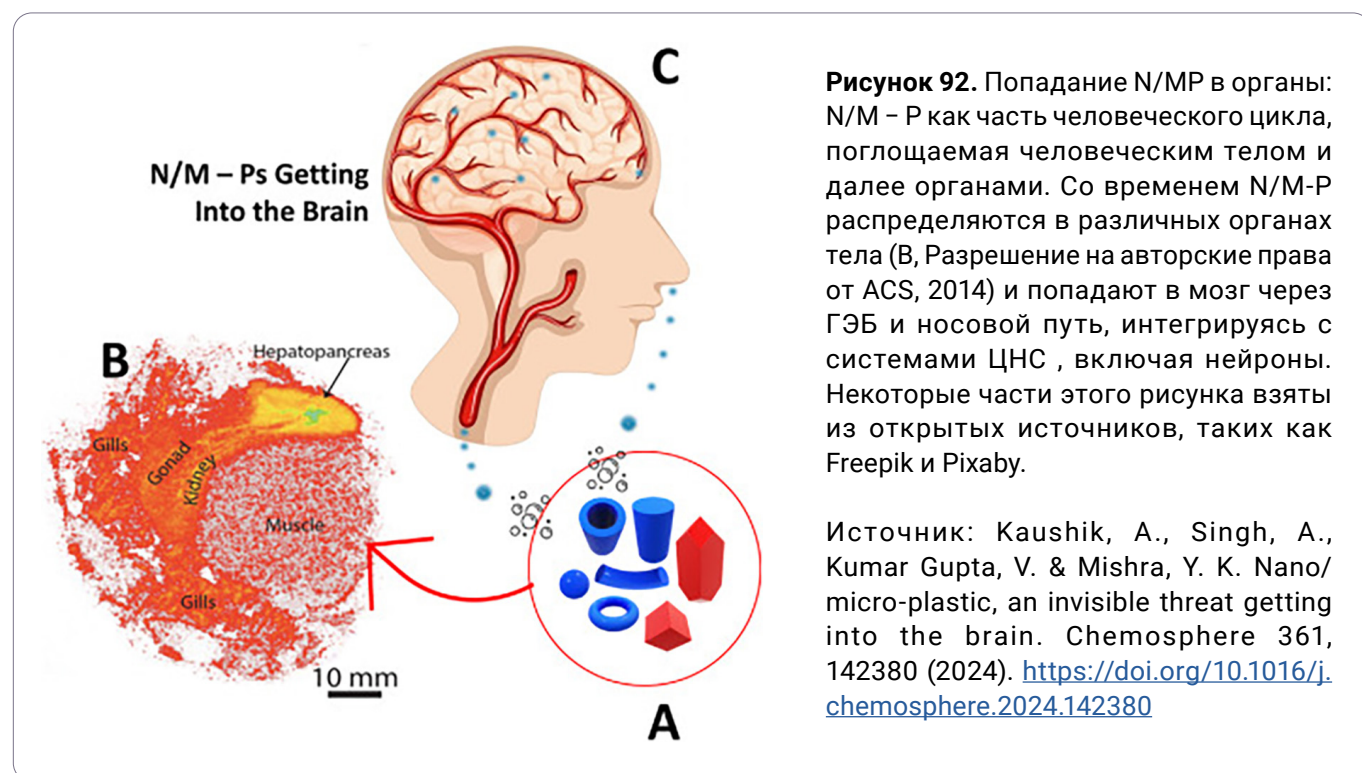 C
N/M – Ps Getting
Into the Brain
B
Hepatopancreas
Gills
Gonad
Kidney
Muscle
Gills
10 mm
A
Рисунок 92. Попадание N/MP в органы:
N/M – P как часть человеческого цикла,
поглощаемая человеческим телом и
далее органами. Со временем N/M-P
распределяются в различных органах
тела (B, Разрешение на авторские права
от ACS, 2014) и попадают в мозг через
ГЭБ и носовой путь, интегрируясь с
системами ЦНС , включая нейроны.
Некоторые части этого рисунка взяты
из открытых источников, таких как
Freepik и Pixaby.
Источник: Kaushik, A., Singh, A.,
Kumar Gupta, V. & Mishra, Y. K. Nano/
micro-plastic, an invisible threat getting
into the brain. Chemosphere 361,
142380 (2024). https://doi.org/10.1016/j.
chemosphere.2024.142380